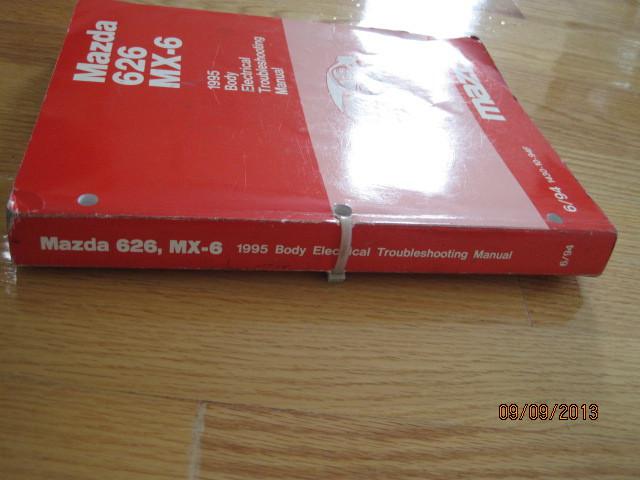 Mazda
626
MX-6
1995
Body
Electrical
Troubleshooting
Manual
mazda
6/94
Mazda 626, MX-6 1995 Body Electrical Troubleshooting Manual 6/94
09/09/2013